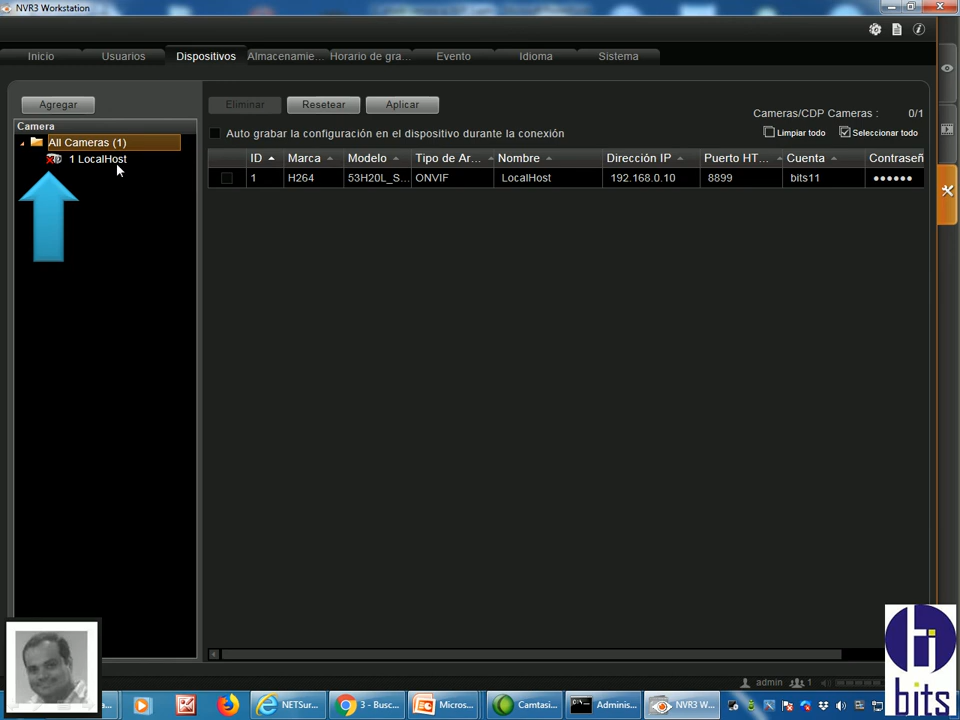 NVR3 Workstation
Inicio Usuarios Dispositivos Almacenamie... Horario de gra... Evento Idioma Sistema
Agregar Eliminar Resetear Aplicar
Cameras/CDP Cameras : 0/1
Camera
Auto grabar la configuración en el dispositivo durante la conexión
Limpiar todo Seleccionar todo
All Cameras (1)
1 LocalHost
ID Marca Modelo Tipo de Ar... Nombre Dirección IP Puerto HT... Cuenta Contraseñ
1 H264 53H20L_S... ONVIF LocalHost 192.168.0.10 8899 bits11 ●●●●●●
admin 1
a... NETSur... 3 - Busc... Micros... Camtasi... Adminis... NVR3 W...
bits